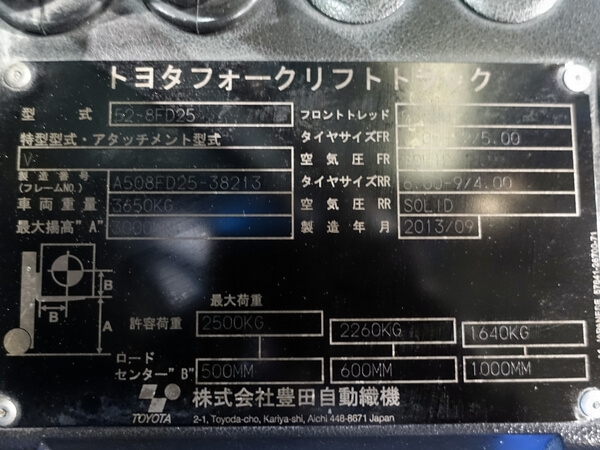 トヨタフォークリフトトラック
型 式 52-8FD25 フロントトレッド
特型型式・アタッチメント型式 タイヤサイズFR /5.00
V- 空気圧FR
製造番号 (フレームNO.) A508FD25-38213 タイヤサイズRR 6.00-9/4.00
車両重量 3650KG 空気圧RR SOLID
最大揚高"A" 3000 製造年月 2013/09
B
B
A
最大荷重
許容荷重 2500KG 2260KG 1640KG
ロードセンター"B" 500MM 600MM 1000MM
株式会社豊田自動織機
TOYOTA 2-1, Toyoda-cho, Kariya-shi, Aichi 448-8671 Japan